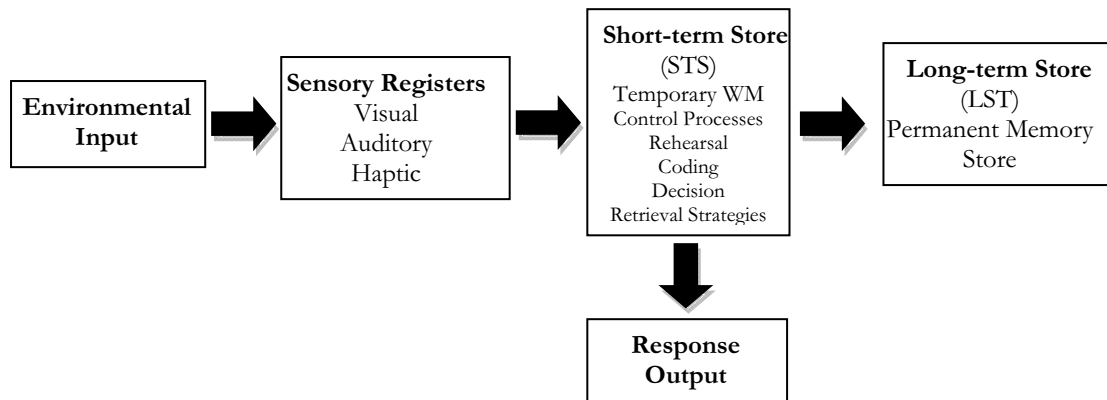 Environmental
Input
Sensory Registers
Visual
Auditory
Haptic
Short-term Store
(STS)
Temporary WM
Control Processes
Rehearsal
Coding
Decision
Retrieval Strategies
Long-term Store
(LST)
Permanent Memory
Store
Response
Output